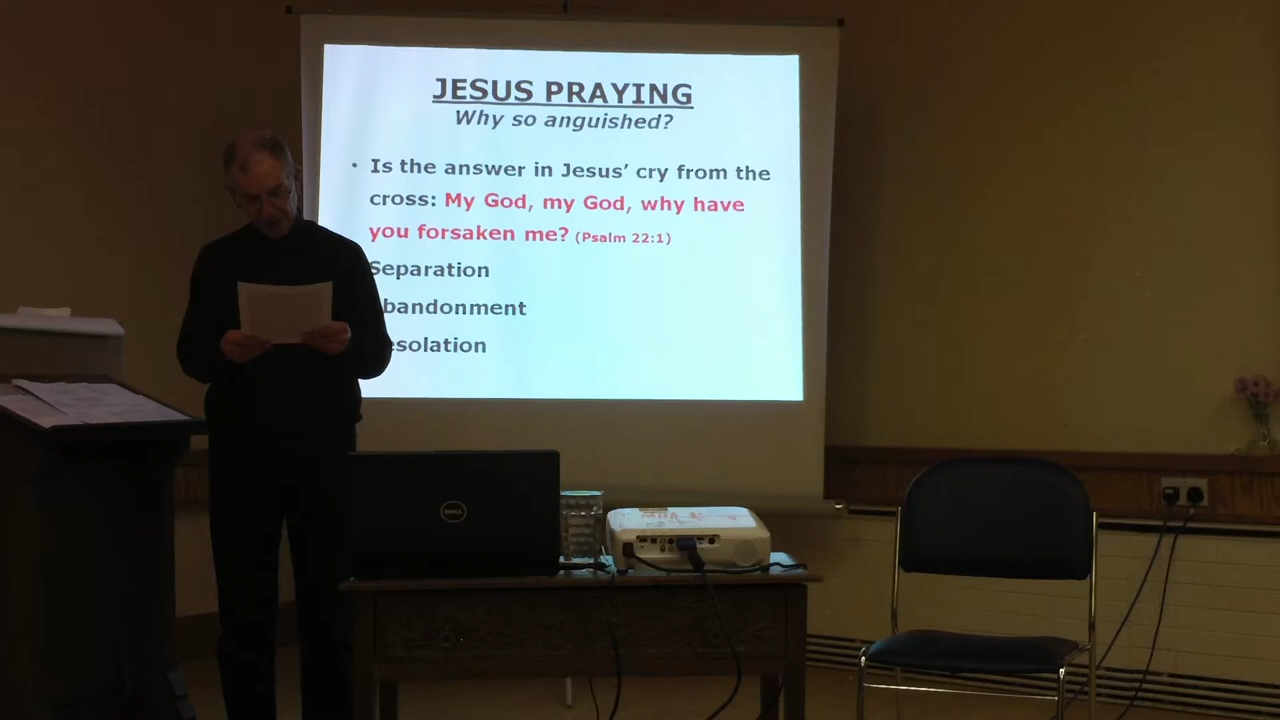 JESUS PRAYING
Why so anguished?
• Is the answer in Jesus’ cry from the
cross: My God, my God, why have
you forsaken me? (Psalm 22:1)
Separation
bandonment
esolation
DELL